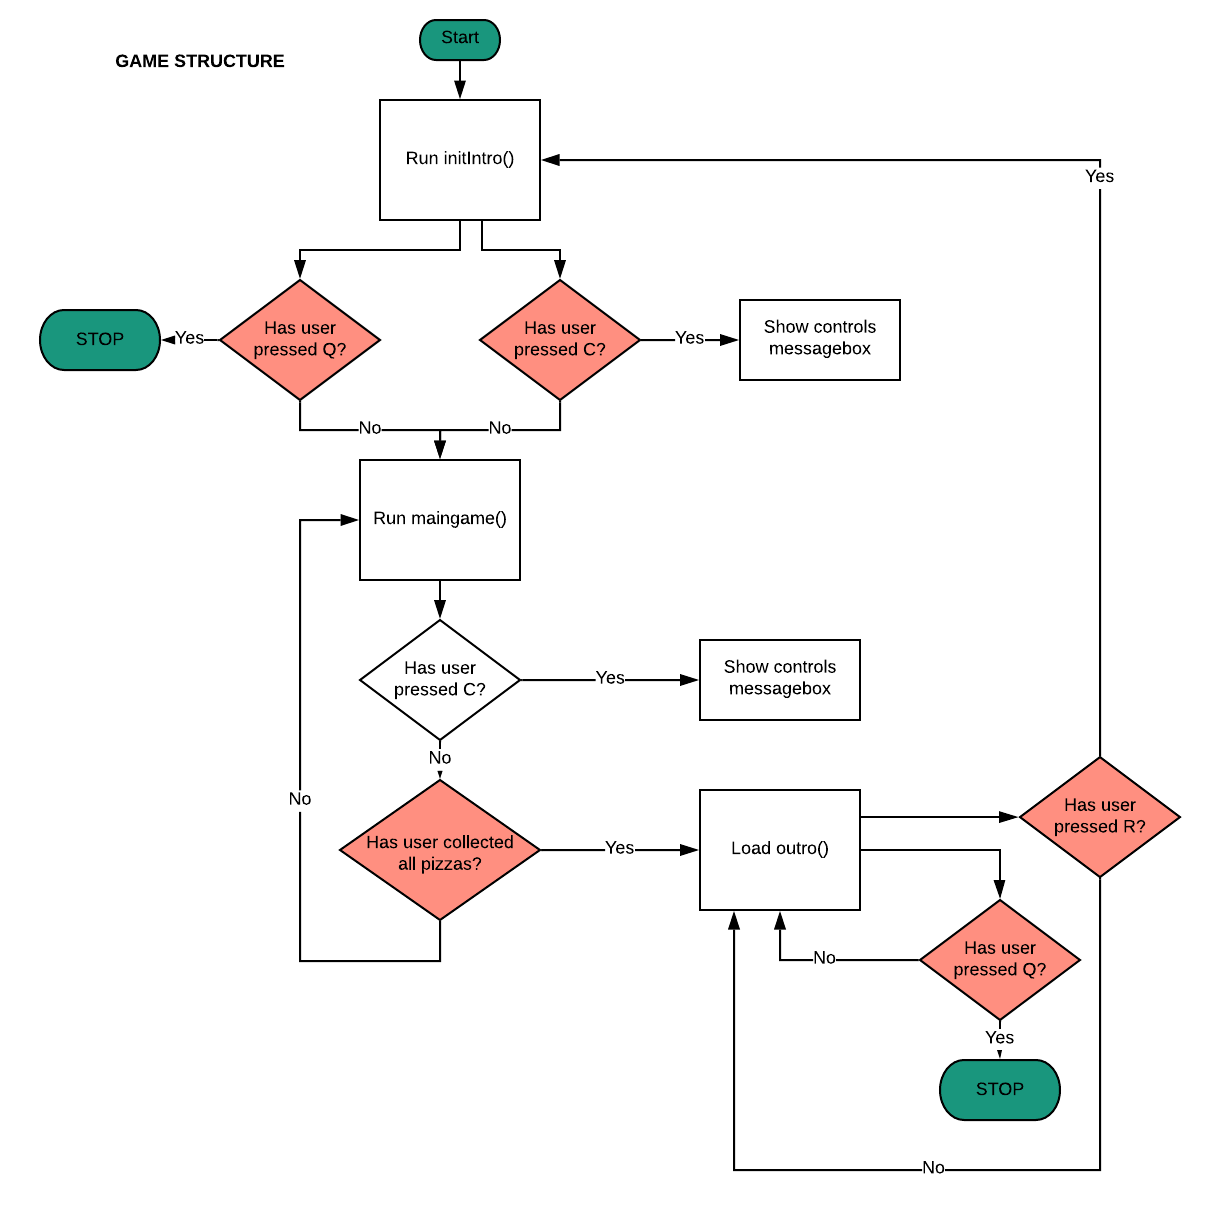 Start
GAME STRUCTURE
Run initIntro()
Yes
Has user
pressed Q?
Has user
pressed C?
STOP
Yes
Yes
Show controls
messagebox
No
No
Run maingame()
Has user
pressed C?
Yes
Show controls
messagebox
No
No
Has user collected
all pizzas?
Yes
Load outro()
Has user
pressed R?
No
Has user
pressed Q?
Yes
STOP
No